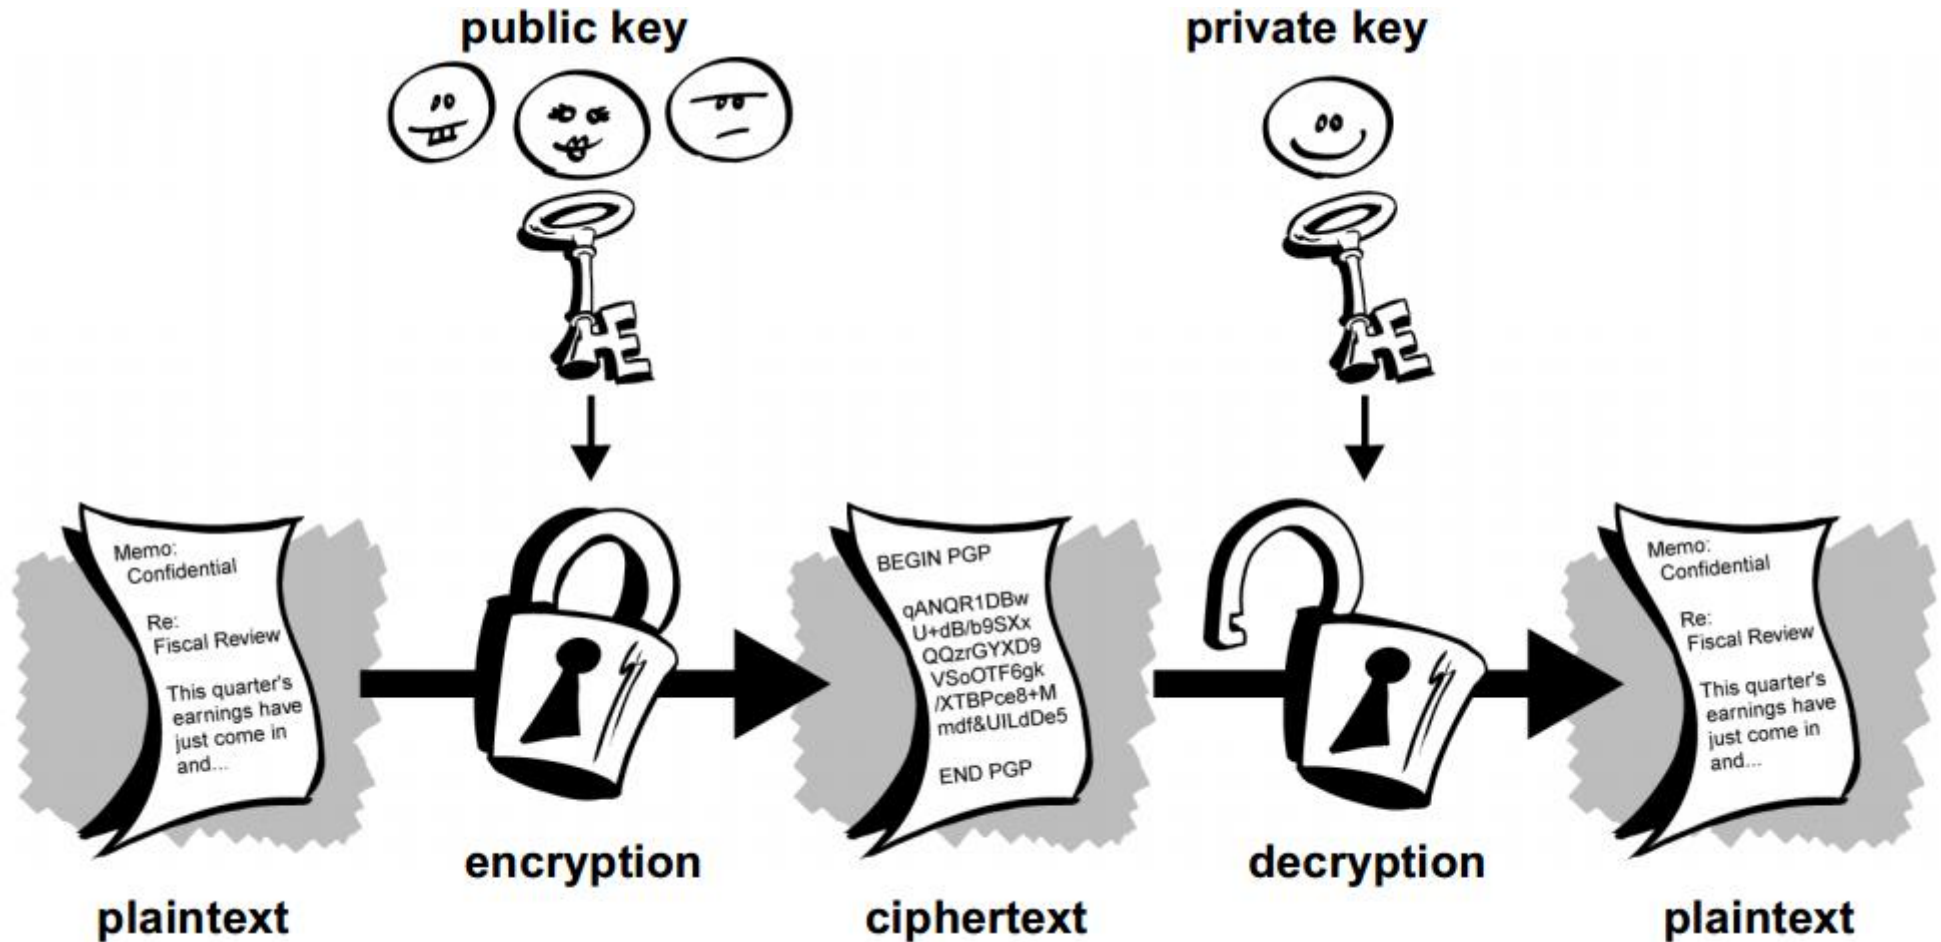 public key
private key
Memo:
Confidential
Re:
Fiscal Review
This quarter's
earnings have
just come in
and...
BEGIN PGP
qANQR1DBw
U+dB/b9SXx
QQzrGYXD9
VSoOTF6gk
/XTBPce8+M
mdf&UILdDe5
END PGP
Memo:
Confidential
Re:
Fiscal Review
This quarter's
earnings have
just come in
and...
encryption
decryption
plaintext
ciphertext
plaintext